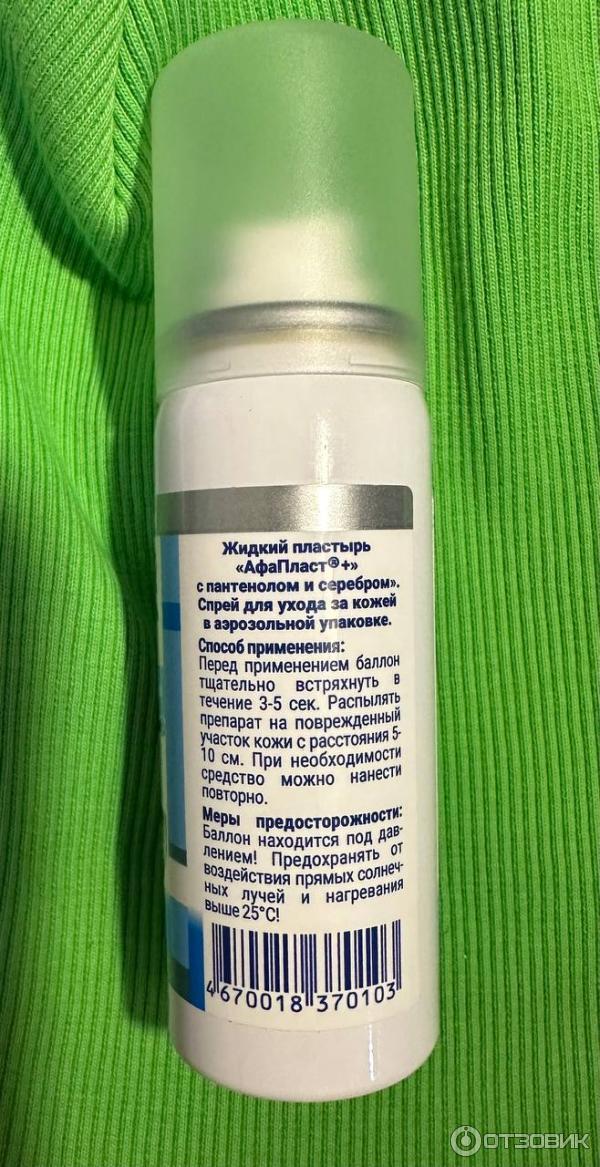 Жидкий пластырь
«АфаПласт®+»
с пантенолом и серебром».
Спрей для ухода за кожей
в аэрозольной упаковке.
Способ применения:
Перед применением баллон
тщательно встряхнуть в
течение 3-5 сек. Распылять
препарат на поврежденный
участок кожи с расстояния 5-
10 см. При необходимости
средство можно нанести
повторно.
Меры предосторожности:
Баллон находится под дав-
лением! Предохранять от
воздействия прямых солнеч-
ных лучей и нагревания
выше 25°С!
4 670018 370103
ОТЗОВИК